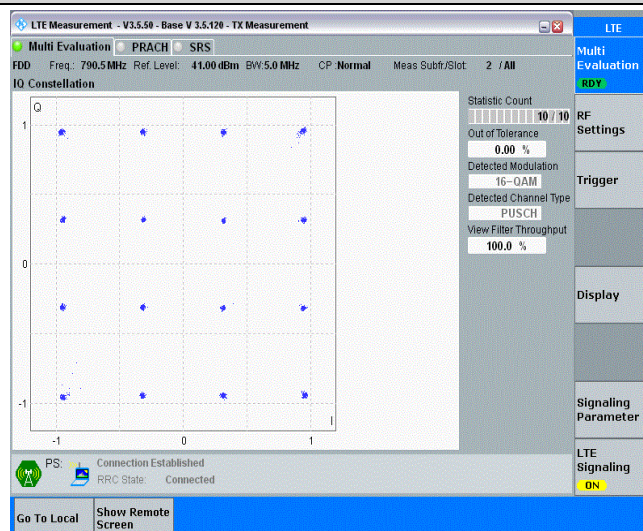 LTE Measurement - V3.5.50 - Base V 3.5.120 - TX Measurement
LTE
Multi Evaluation PRACH SRS
Multi
Evaluation
RDY
FDD Freq.: 790.5 MHz Ref. Level: 41.00 dBm BW:5.0 MHz CP :Normal Meas Subfr./Slot: 2 / All
IQ Constellation
Q
1
0
-1
-1 0 1
I
Statistic Count
10 / 10
Out of Tolerance
0.00 %
Detected Modulation
16-QAM
Detected Channel Type
PUSCH
View Filter Throughput
100.0 %
RF
Settings
Trigger
Display
Signaling
Parameter
LTE
Signaling
ON
PS: Connection Established
RRC State: Connected
Go To Local
Show Remote
Screen